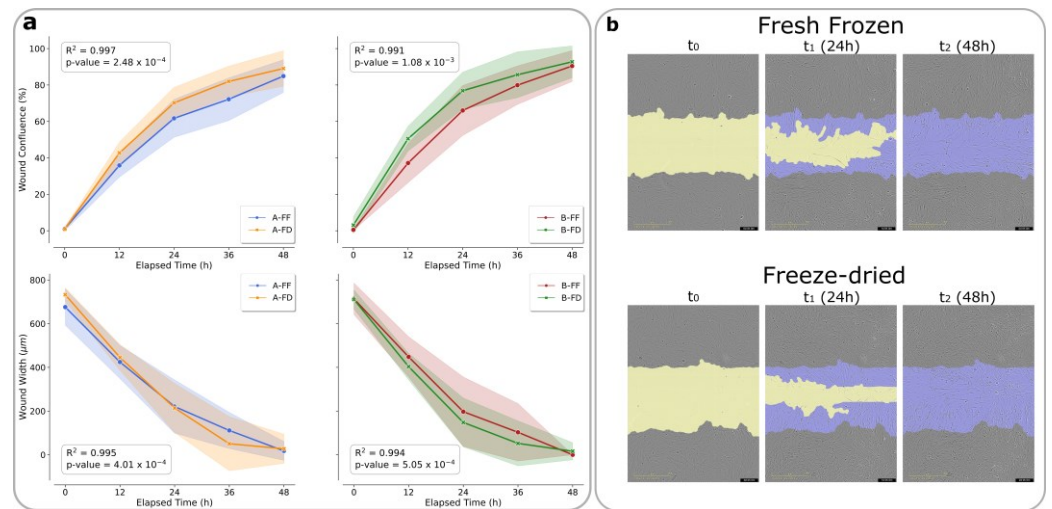 a
R² = 0.997
p-value = 2.48 x 10⁻⁴
Wound Confluence (%)
100
80
60
40
20
0
A-FF
A-FD
0 12 24 36 48
Elapsed Time (h)
R² = 0.991
p-value = 1.08 x 10⁻³
B-FF
B-FD
0 12 24 36 48
Elapsed Time (h)
Wound Width (μm)
800
600
400
200
0
A-FF
A-FD
R² = 0.995
p-value = 4.01 x 10⁻⁴
0 12 24 36 48
Elapsed Time (h)
B-FF
B-FD
R² = 0.994
p-value = 5.05 x 10⁻⁴
0 12 24 36 48
Elapsed Time (h)
b
Fresh Frozen
t₀ t₁ (24h) t₂ (48h)
Freeze-dried
t₀ t₁ (24h) t₂ (48h)